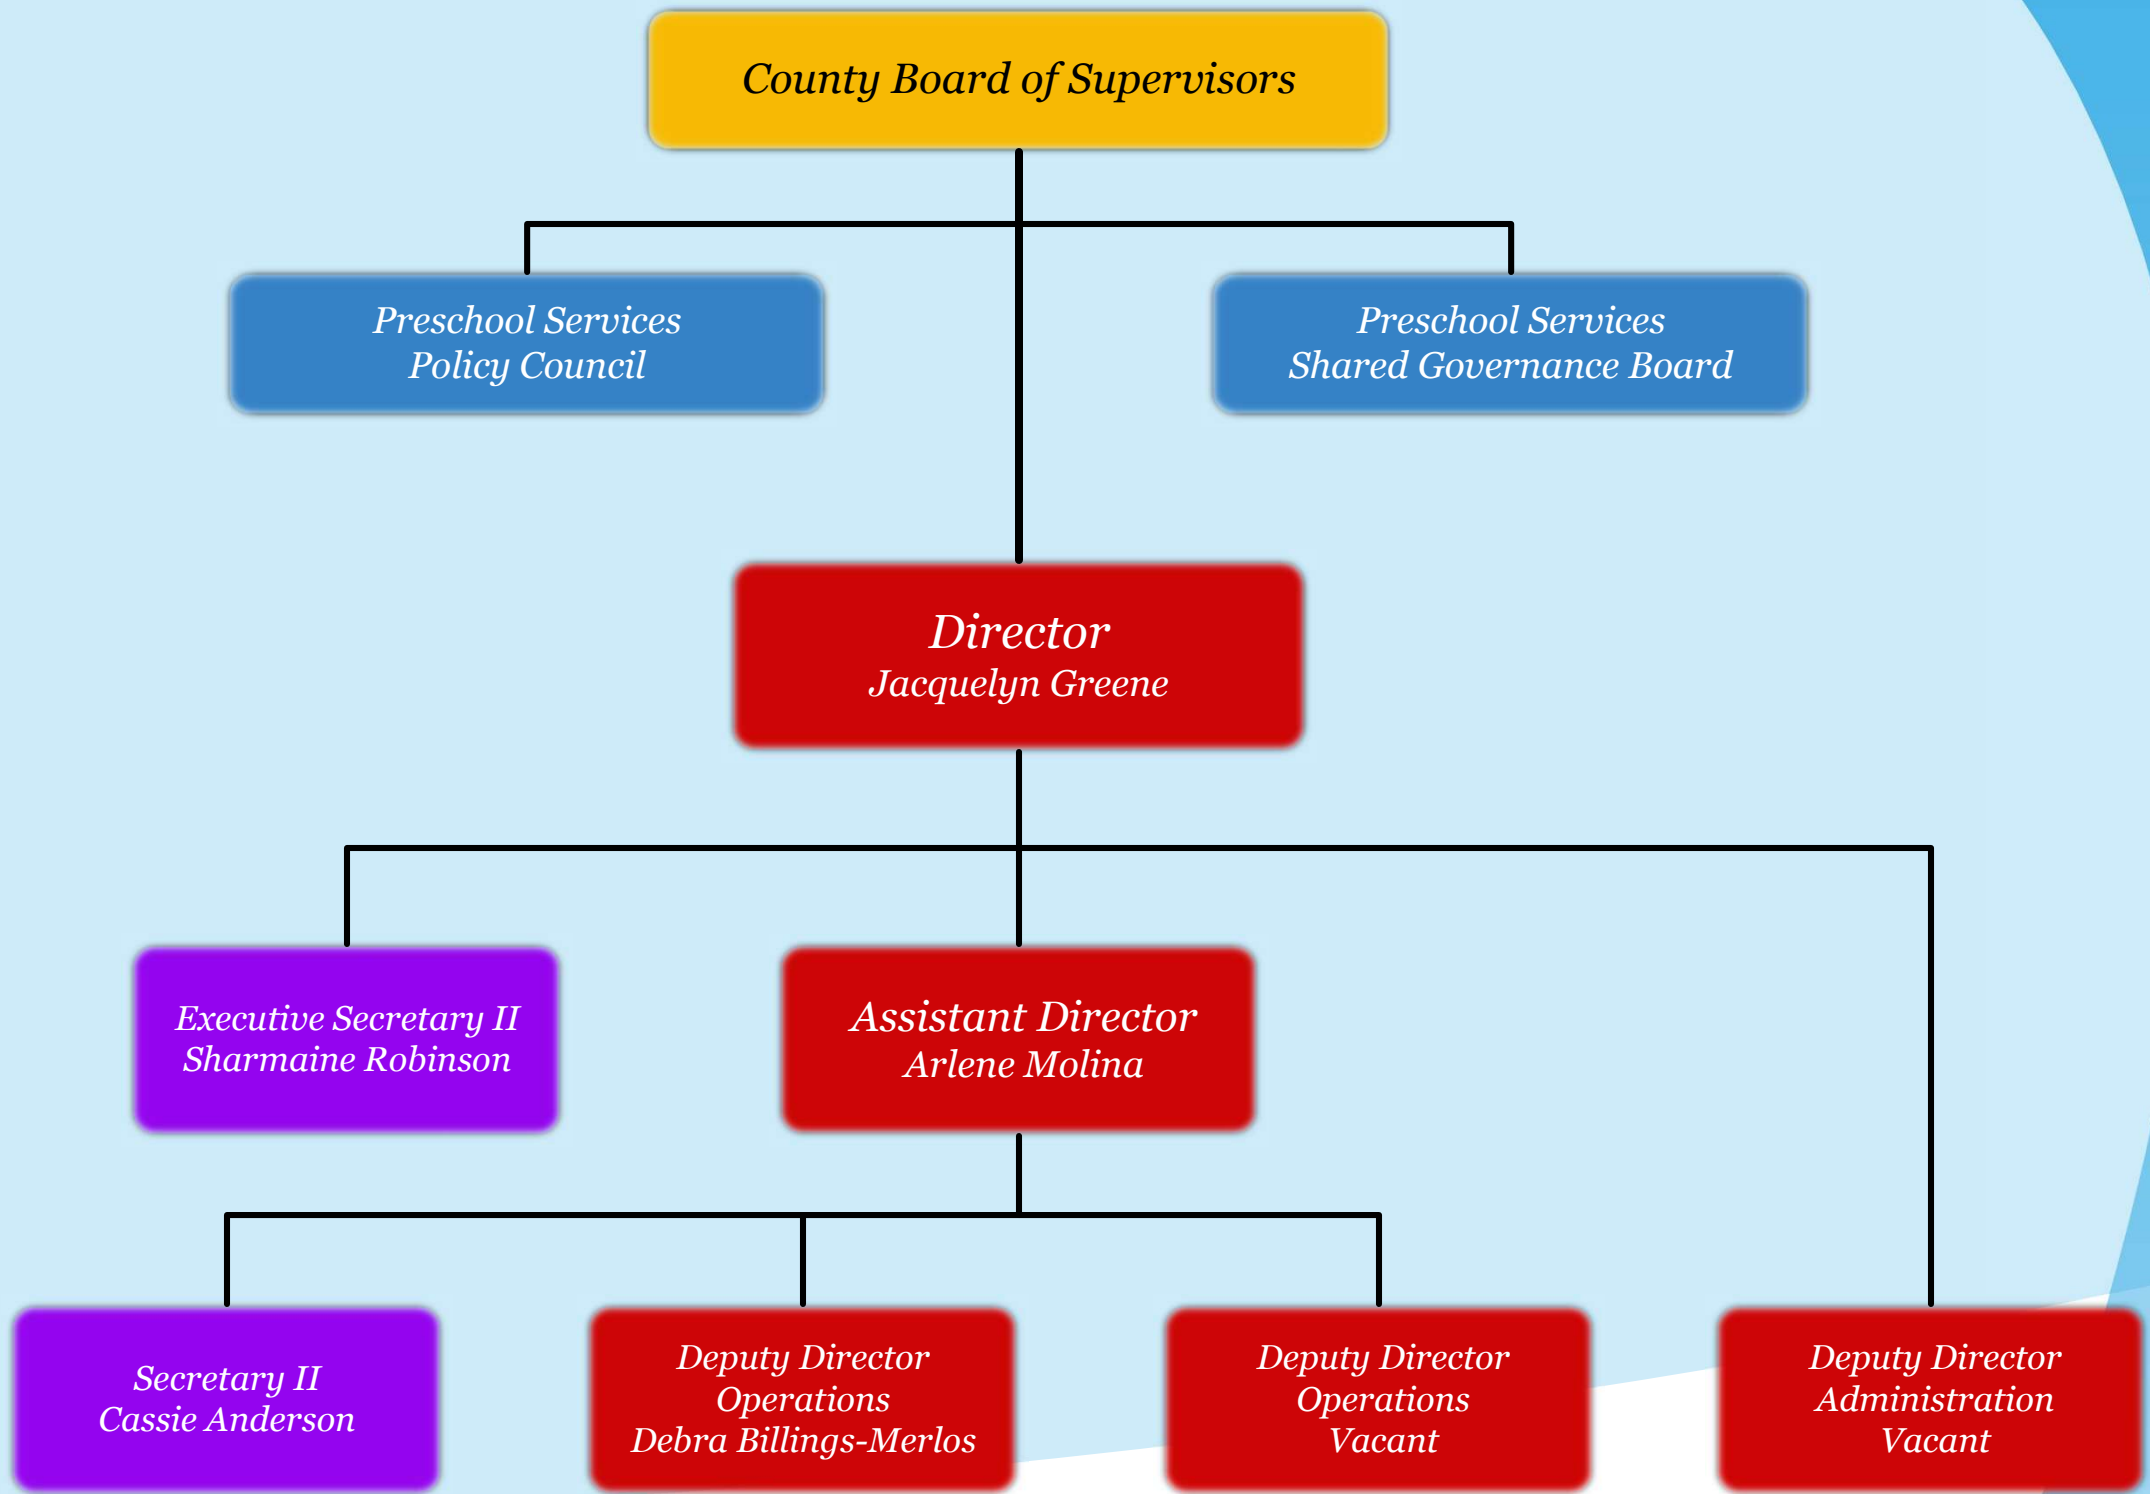 County Board of Supervisors
Preschool Services
Policy Council
Preschool Services
Shared Governance Board
Director
Jacquelyn Greene
Executive Secretary II
Sharmaine Robinson
Assistant Director
Arlene Molina
Secretary II
Cassie Anderson
Deputy Director
Operations
Debra Billings-Merlos
Deputy Director
Operations
Vacant
Deputy Director
Administration
Vacant